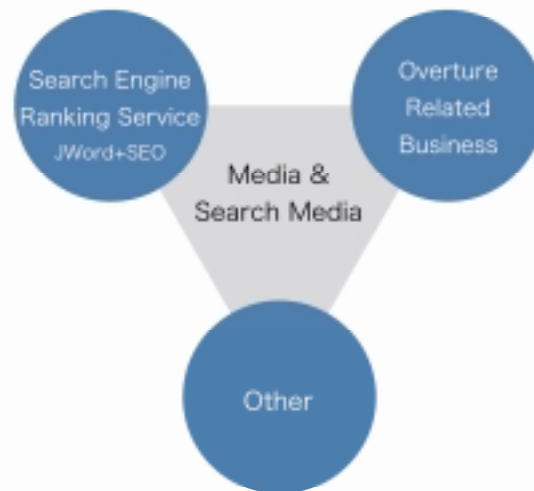 Search Engine
Ranking Service
JWord+SEO
Overture
Related
Business
Media &
Search Media
Other